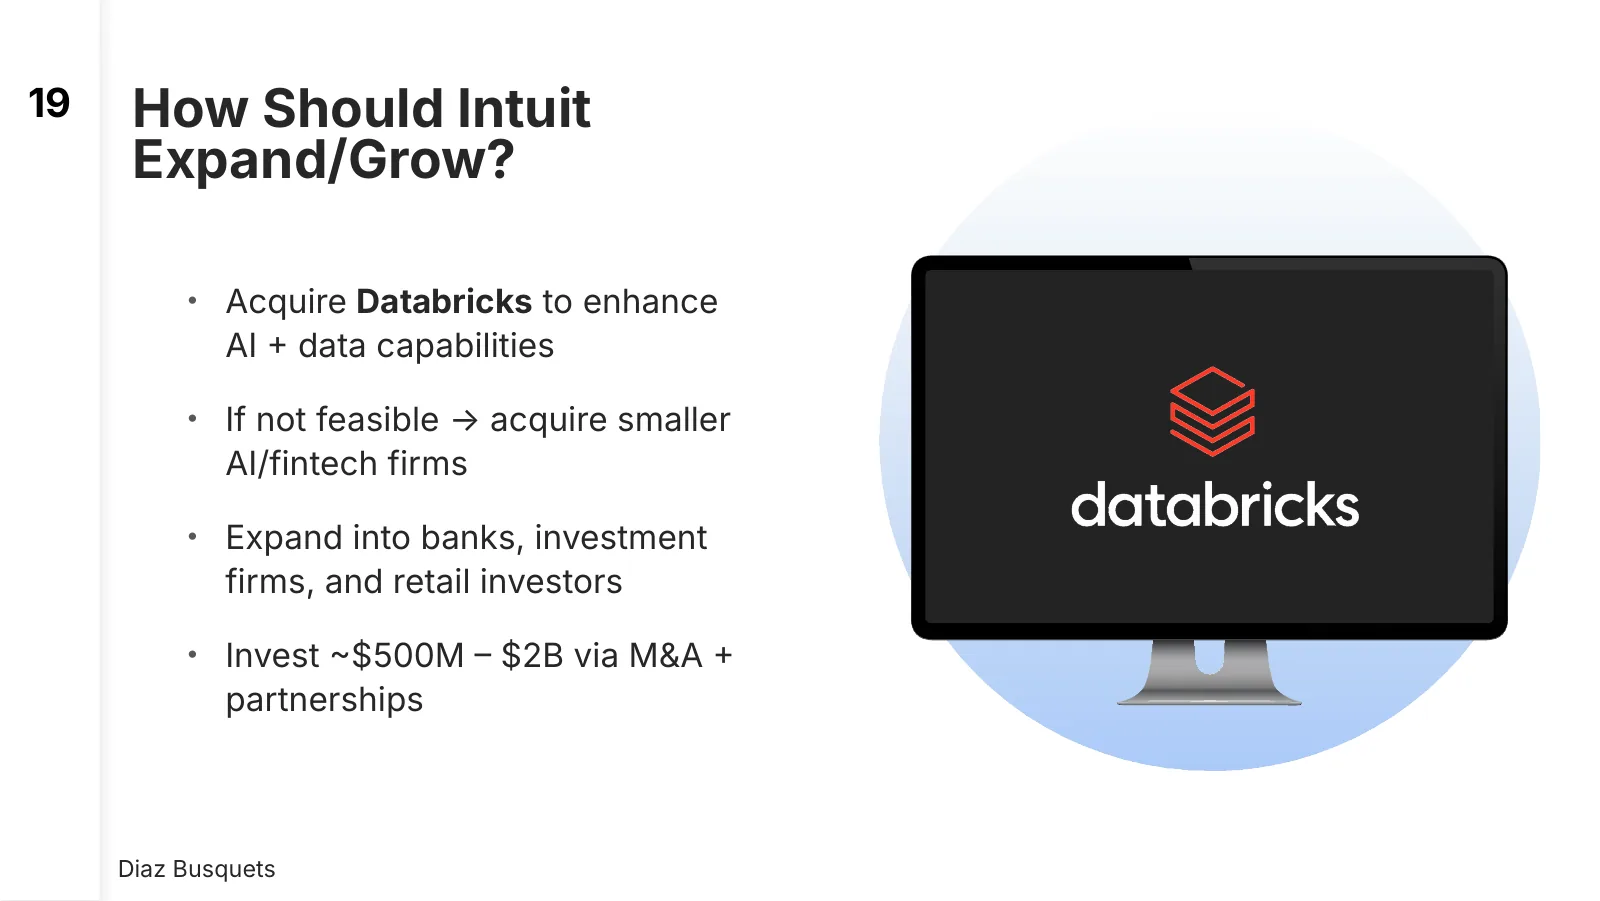 19
How Should Intuit
Expand/Grow?
• Acquire Databricks to enhance
AI + data capabilities
• If not feasible → acquire smaller
AI/fintech firms
• Expand into banks, investment
firms, and retail investors
• Invest ~$500M – $2B via M&A +
partnerships
databricks
Diaz Busquets